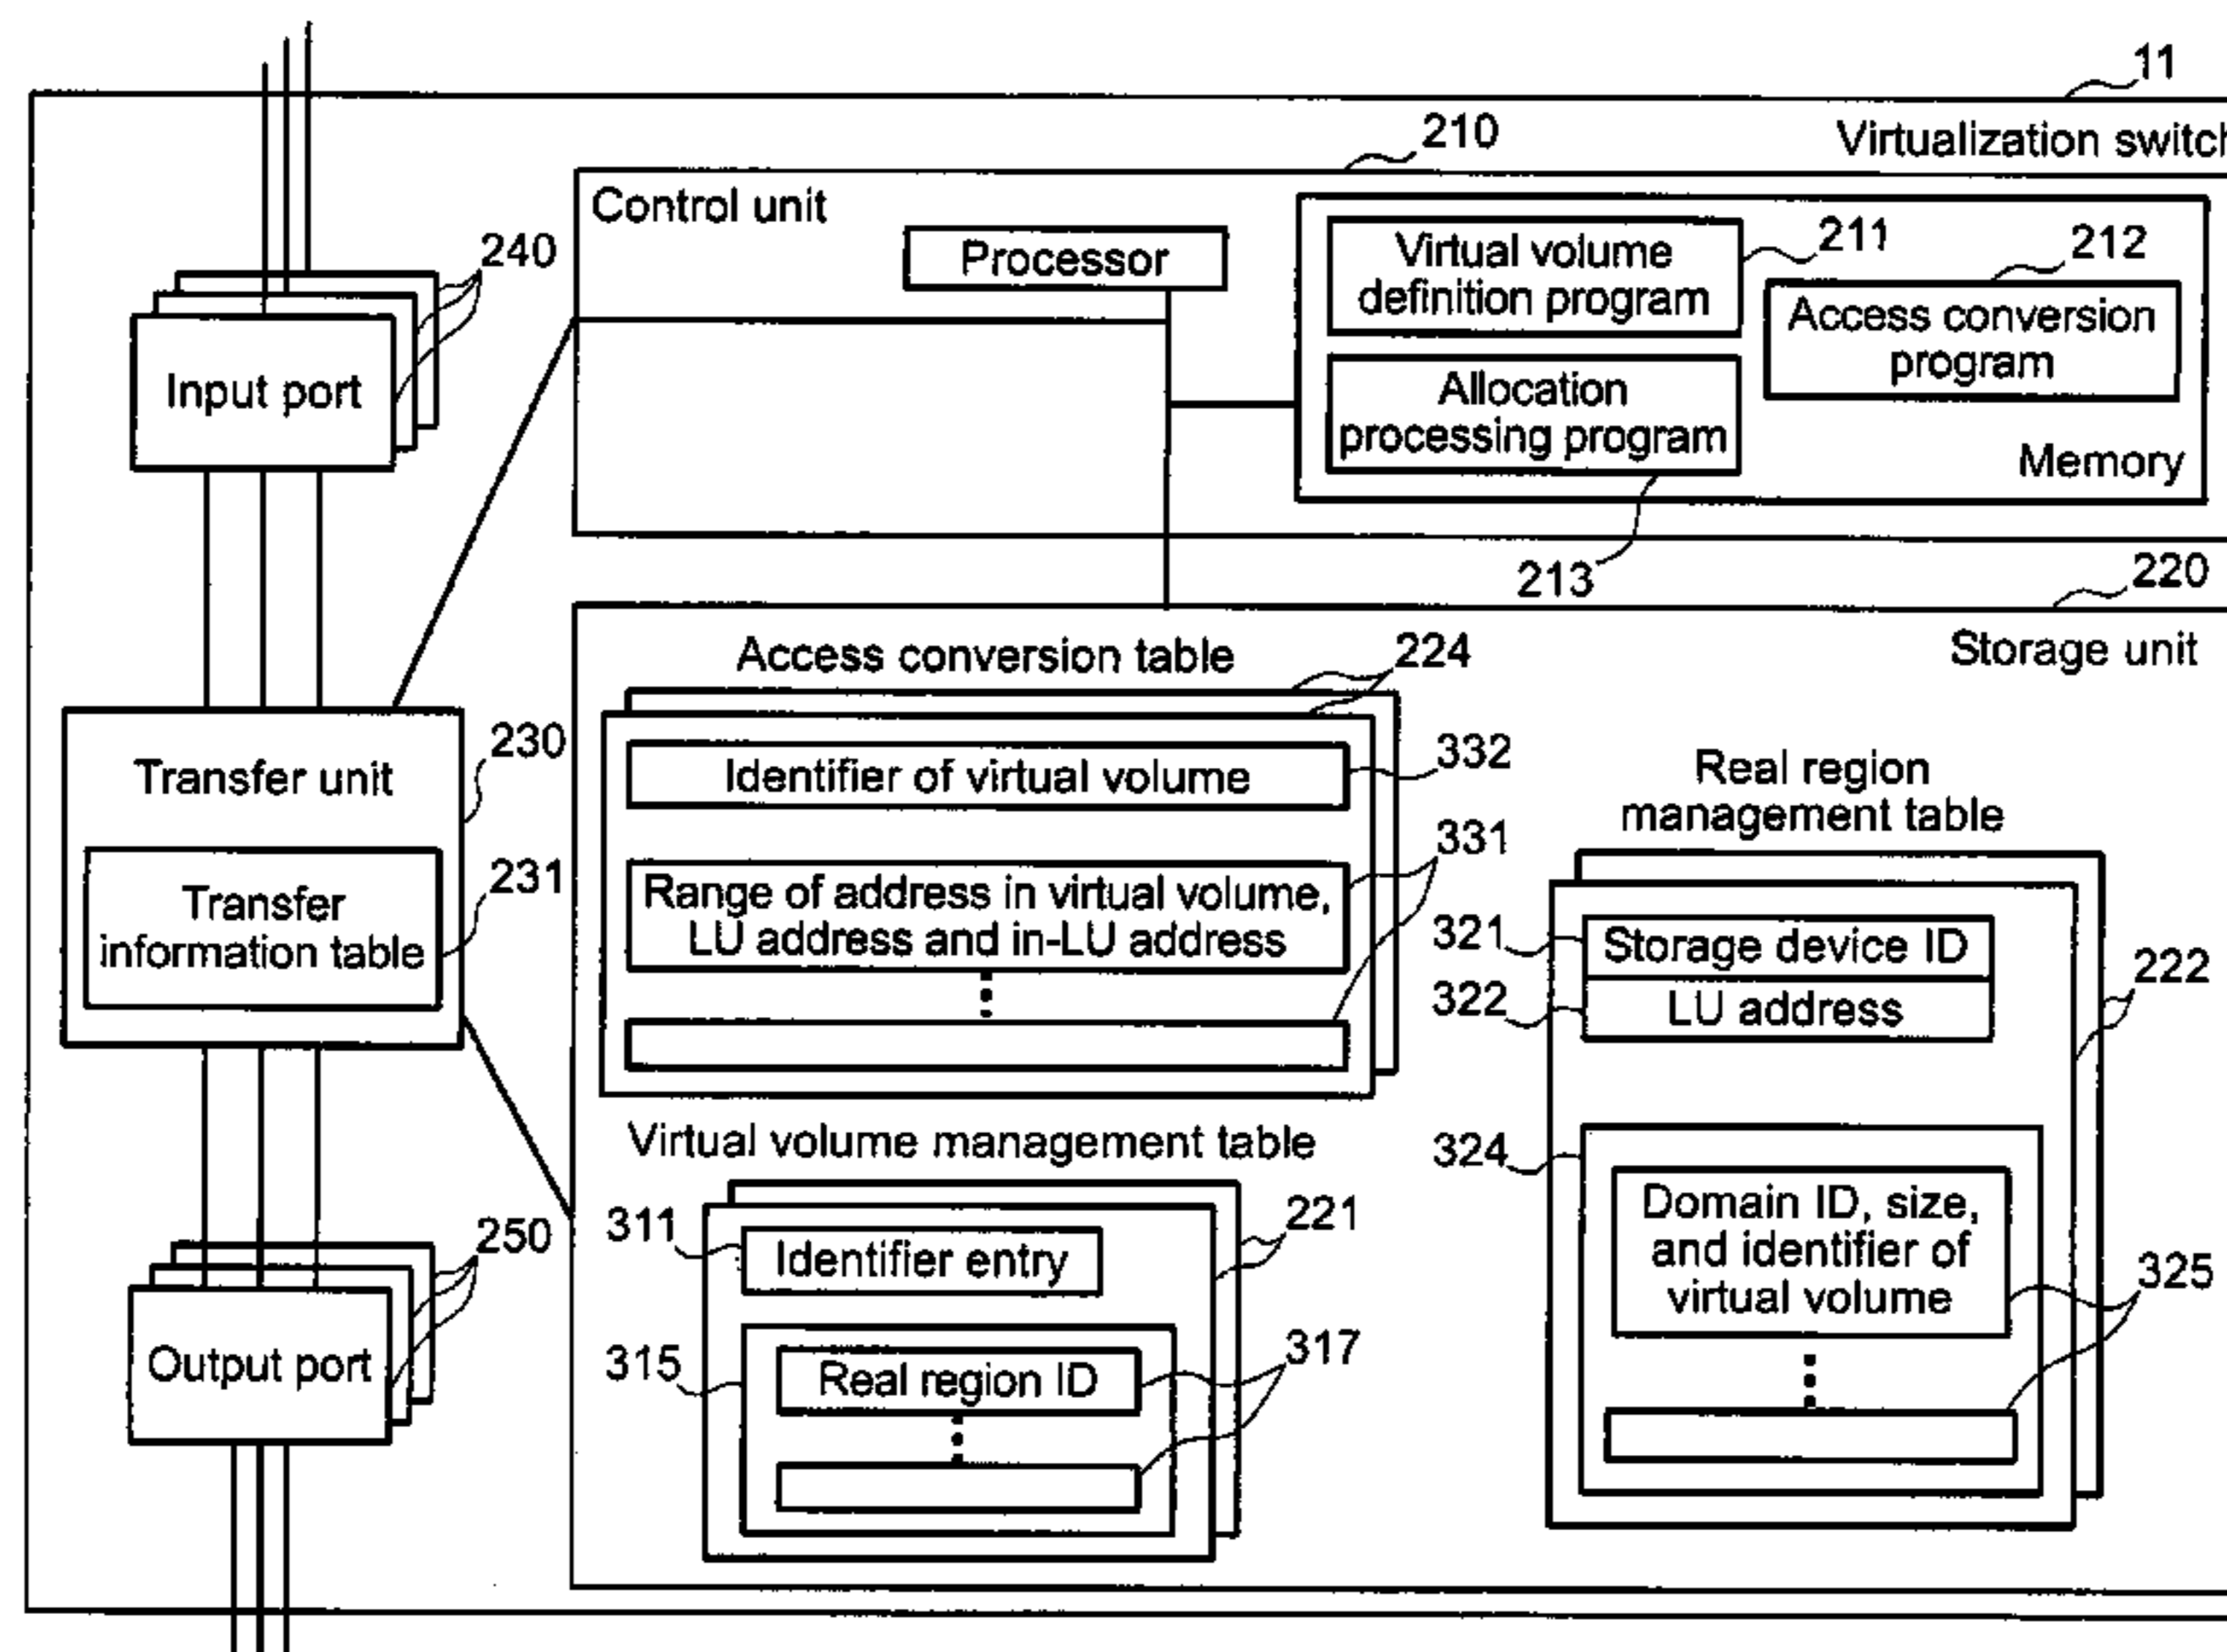 11
Virtualization switch
210
Control unit
Processor
Virtual volume
definition program
211
212
Access conversion
program
Allocation
processing program
Memory
213
240
Input port
220
Storage unit
Access conversion table
224
Identifier of virtual volume
332
331
Range of address in virtual volume,
LU address and in-LU address
230
Transfer unit
231
Transfer
information table
Real region
management table
321
Storage device ID
322
LU address
222
324
Domain ID, size,
and identifier of
virtual volume
325
Virtual volume management table
311
Identifier entry
221
315
Real region ID
317
250
Output port